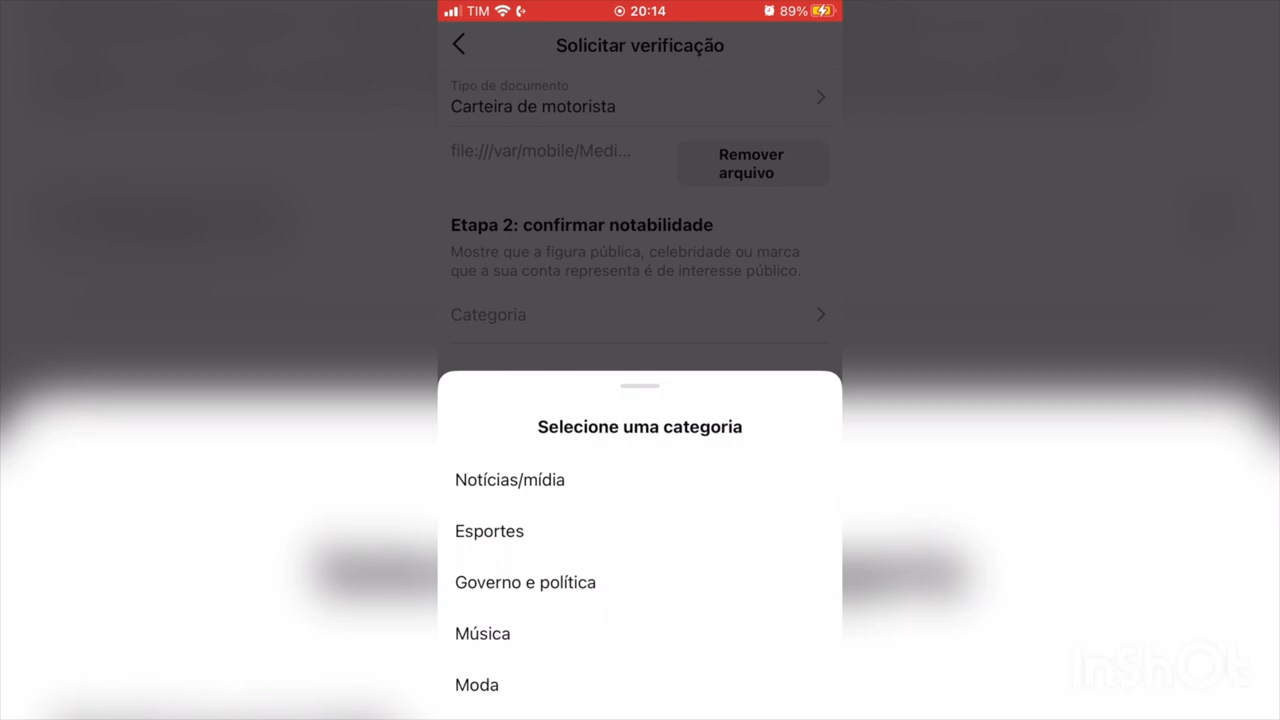 TIM 20:14 89%
Solicitar verificação
Tipo de documento
Carteira de motorista
file:///var/mobile/Medi...
Remover
arquivo
Etapa 2: confirmar notabilidade
Mostre que a figura pública, celebridade ou marca
que a sua conta representa é de interesse público.
Categoria
Selecione uma categoria
Notícias/mídia
Esportes
Governo e política
Música
Moda
InShOt